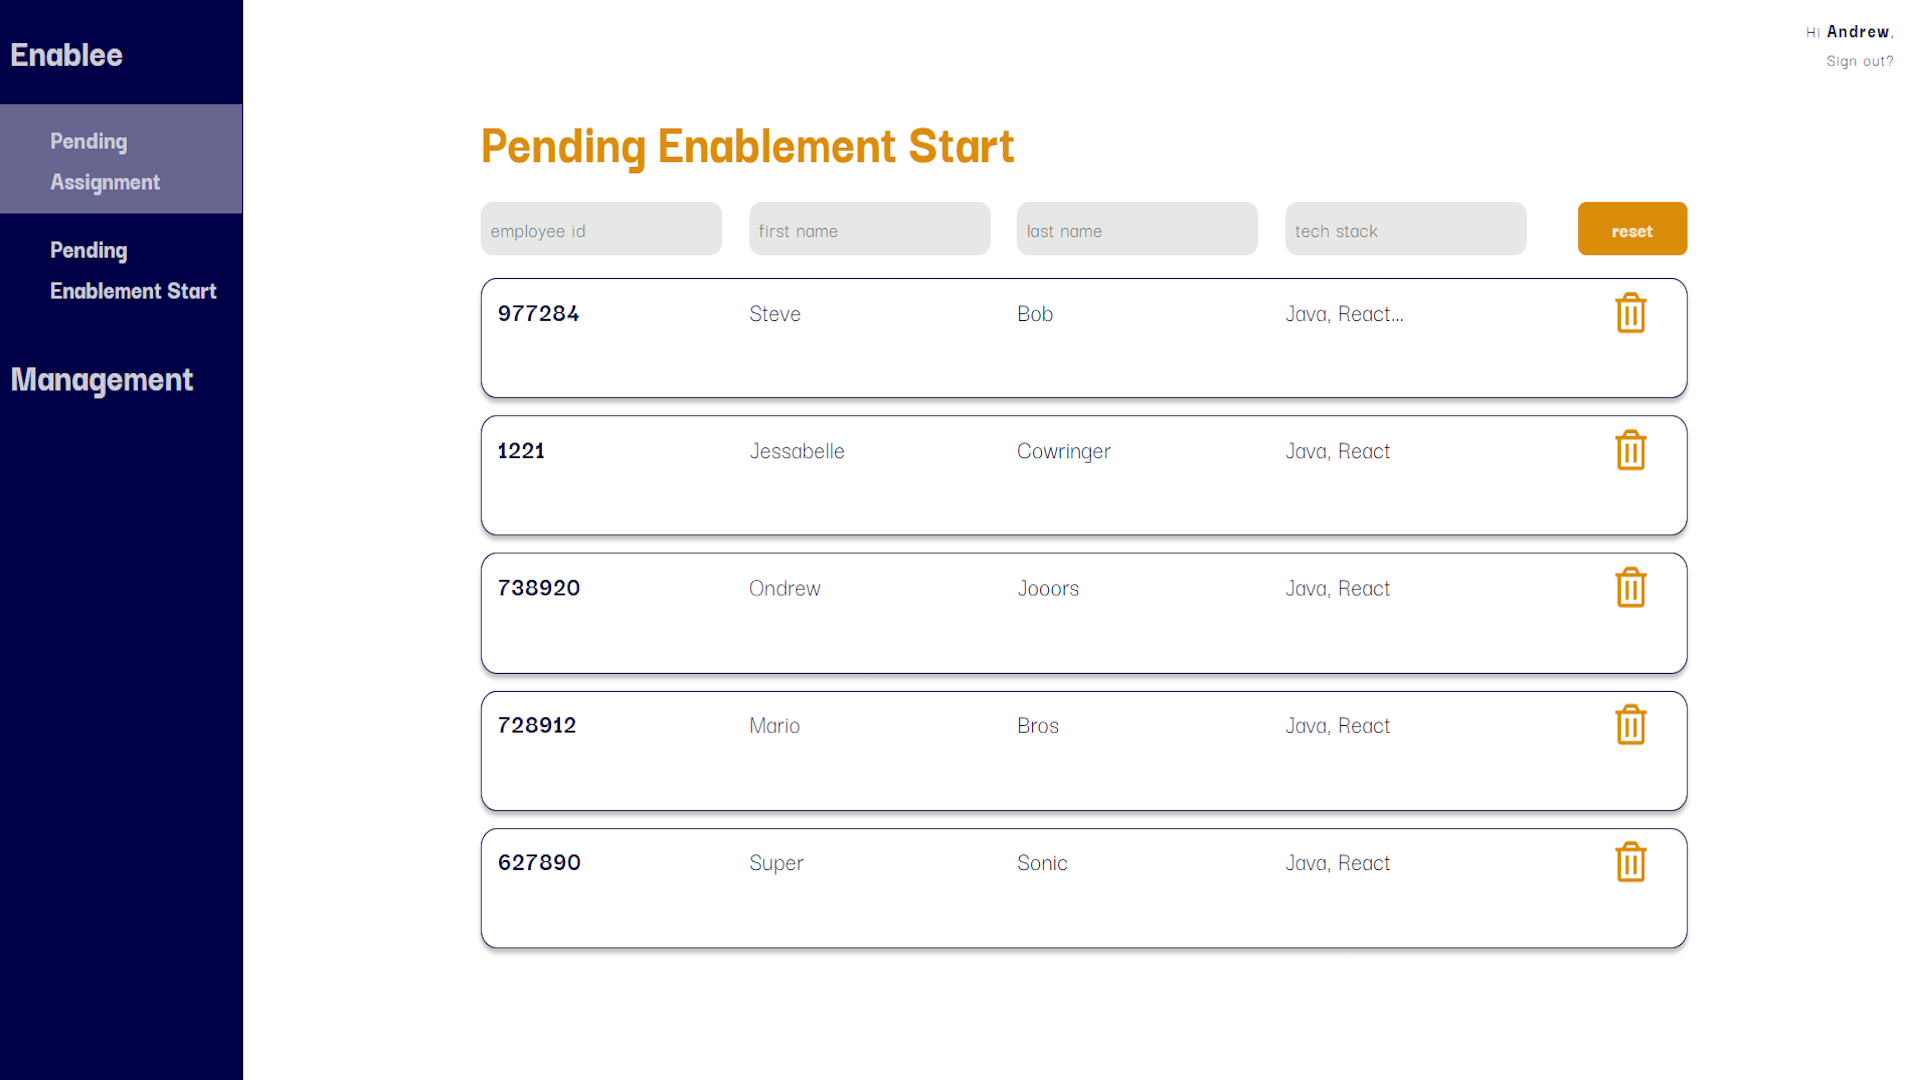 Enablee
Pending
Assignment
Pending
Enablement Start
Management
Hi Andrew,
Sign out?
Pending Enablement Start
employee id first name last name tech stack reset
977284 Steve Bob Java, React...
1221 Jessabelle Cowringer Java, React
738920 Ondrew Jooors Java, React
728912 Mario Bros Java, React
627890 Super Sonic Java, React